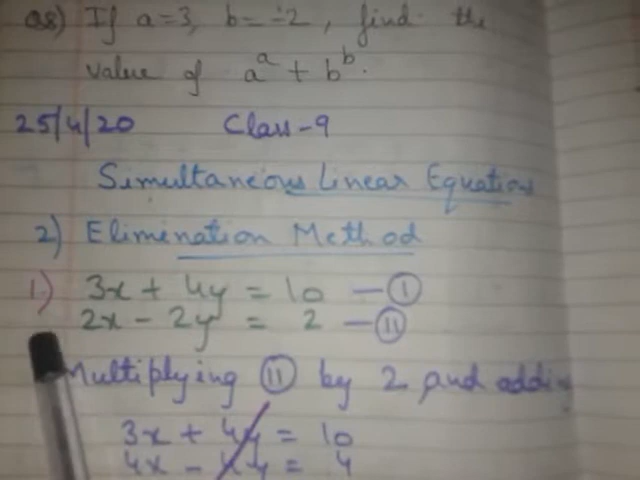 Q8) If a=3, b=-2, find the
value of a^a + b^b.
25/4/20 Class-9
Simultaneous Linear Equations
2) Elimenation Method
1) 3x + 4y = 10 — (I)
2x - 2y = 2 — (II)
Multiplying (II) by 2 and adding
3x + 4y = 10
4x - 4y = 4